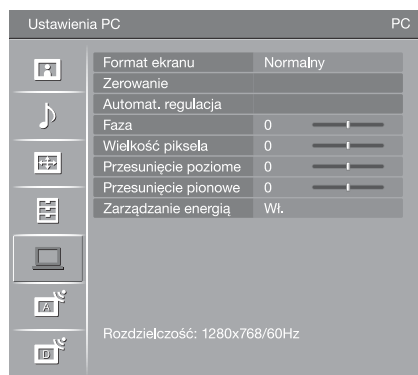 Ustawienia PC PC
Format ekranu Normalny
Zerowanie
Automat. regulacja
Faza 0
Wielkość piksela 0
Przesunięcie poziome 0
Przesunięcie pionowe 0
Zarządzanie energią Wł.
A
D
Rozdzielczość: 1280x768/60Hz